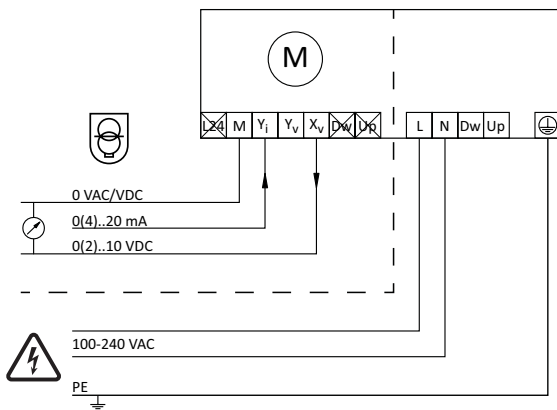 M
L24 M Yi Yv Xv Dw Up L N Dw Up
0 VAC/VDC
0(4)..20 mA
0(2)..10 VDC
100-240 VAC
PE